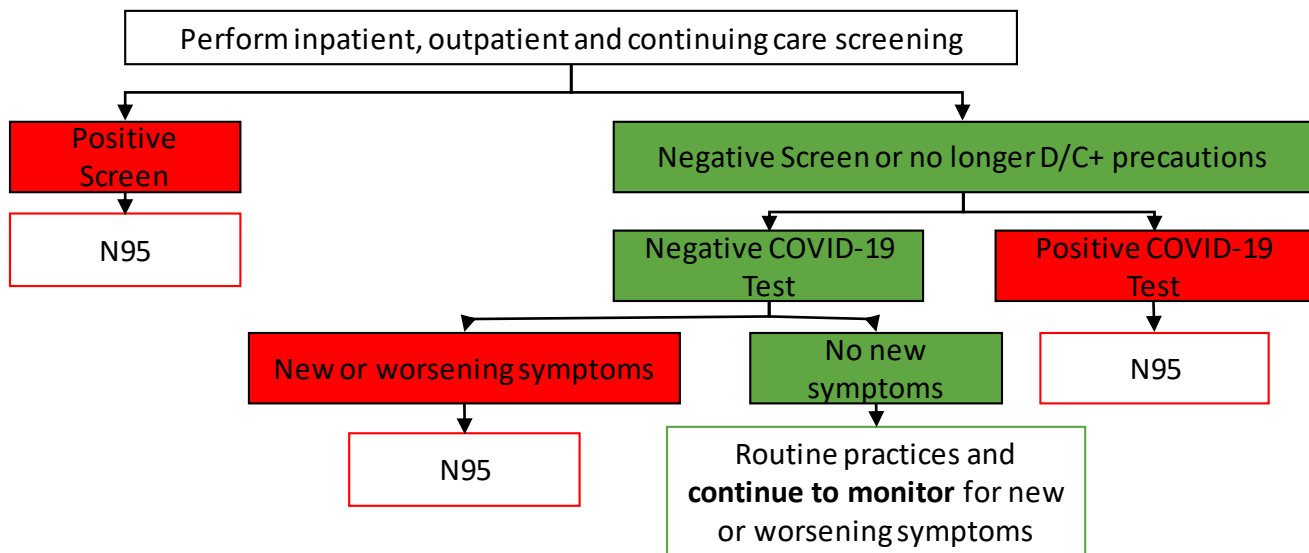 Perform inpatient, outpatient and continuing care screening
Positive
Screen
Negative Screen or no longer D/C+ precautions
N95
Negative COVID-19
Test
Positive COVID-19
Test
New or worsening symptoms
No new
symptoms
N95
N95
Routine practices and
continue to monitor for new
or worsening symptoms